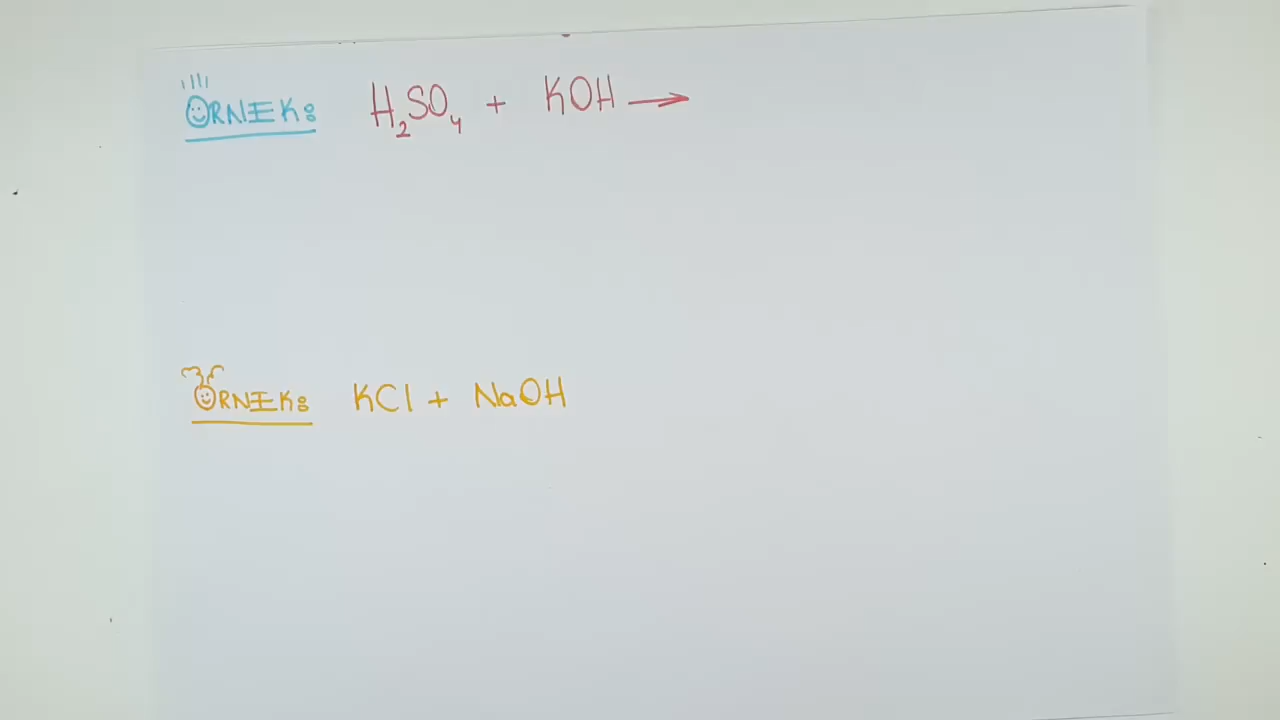 ÖRNEK: H₂SO₄ + KOH →
ÖRNEK: KCl + NaOH